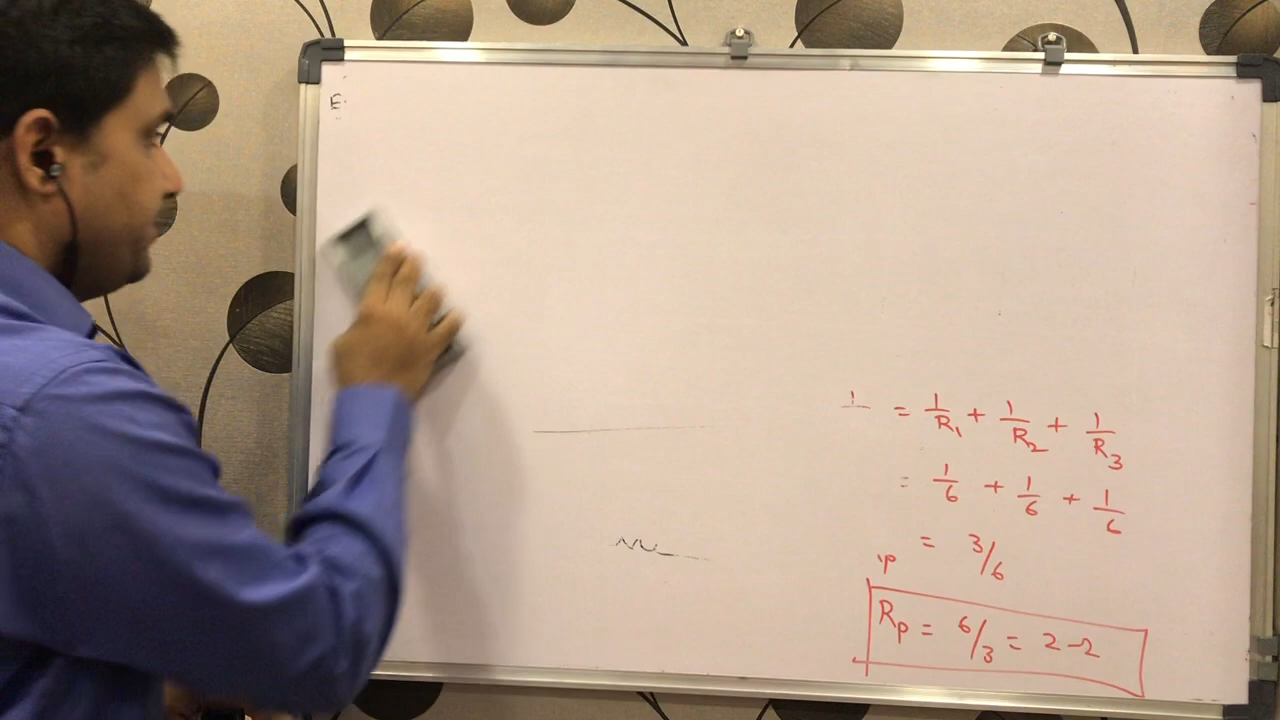 E
1/ = 1/R₁ + 1/R₂ + 1/R₃
= 1/6 + 1/6 + 1/6
p = 3/6
Rp = 6/3 = 2 Ω